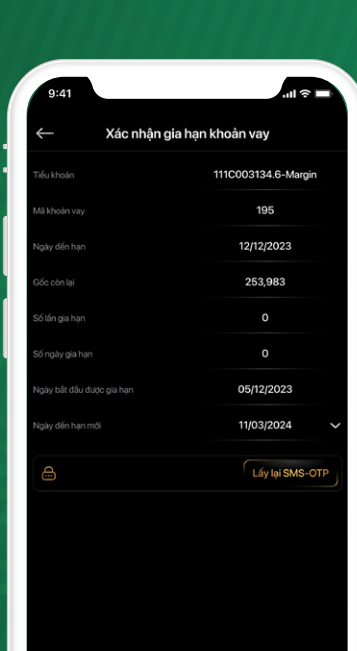 9:41
Xác nhận gia hạn khoản vay
Tiểu khoản 111C003134.6-Margin
Mã khoản vay 195
Ngày đến hạn 12/12/2023
Gốc còn lại 253,983
Số lần gia hạn 0
Số ngày gia hạn 0
Ngày bắt đầu được gia hạn 05/12/2023
Ngày đến hạn mới 11/03/2024
Lấy lại SMS-OTP